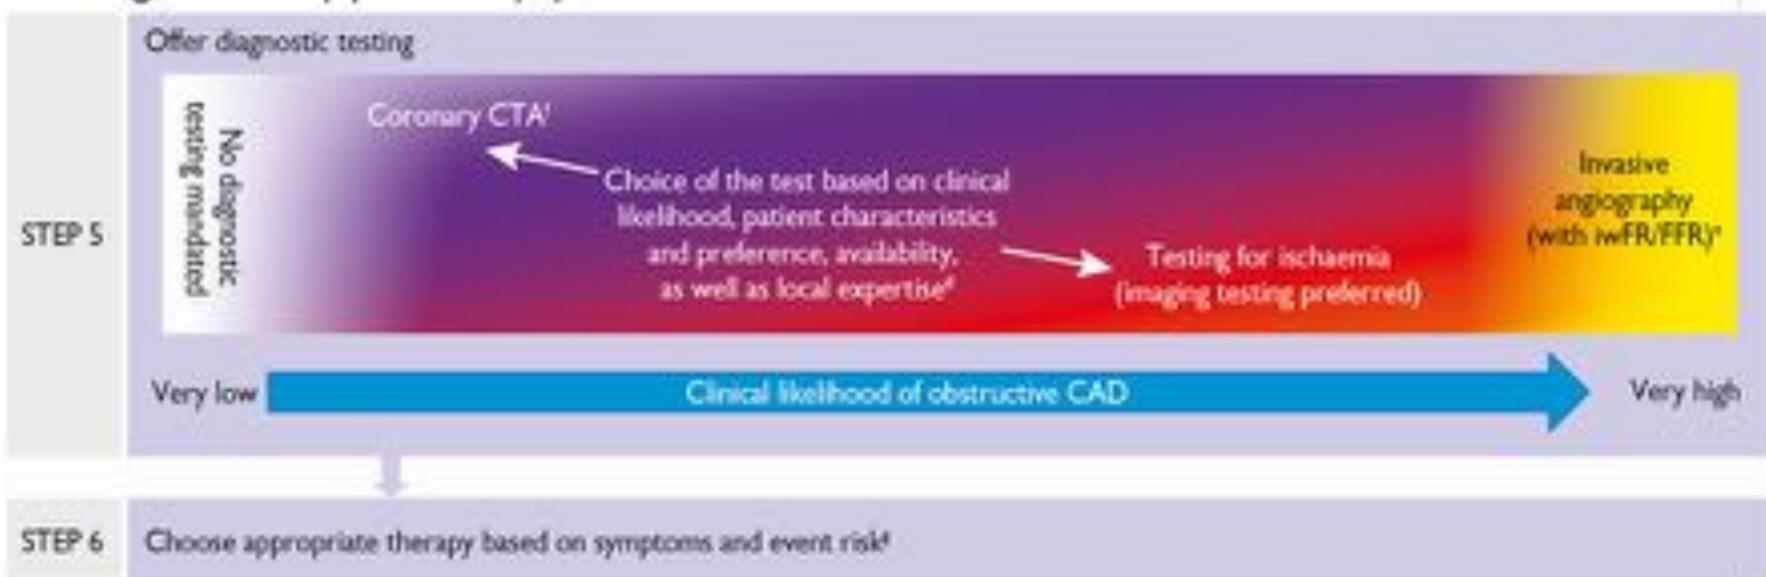 Offer diagnostic testing
No diagnostic
testing mandated
Coronary CTA
Choice of the test based on clinical
likelihood, patient characteristics
and preference, availability,
as well as local expertise
Testing for ischaemia
(imaging testing preferred)
Invasive
angiography
(with iwFR/FFR)
STEP 5
Very low
Clinical likelihood of obstructive CAD
Very high
STEP 6
Choose appropriate therapy based on symptoms and event risk